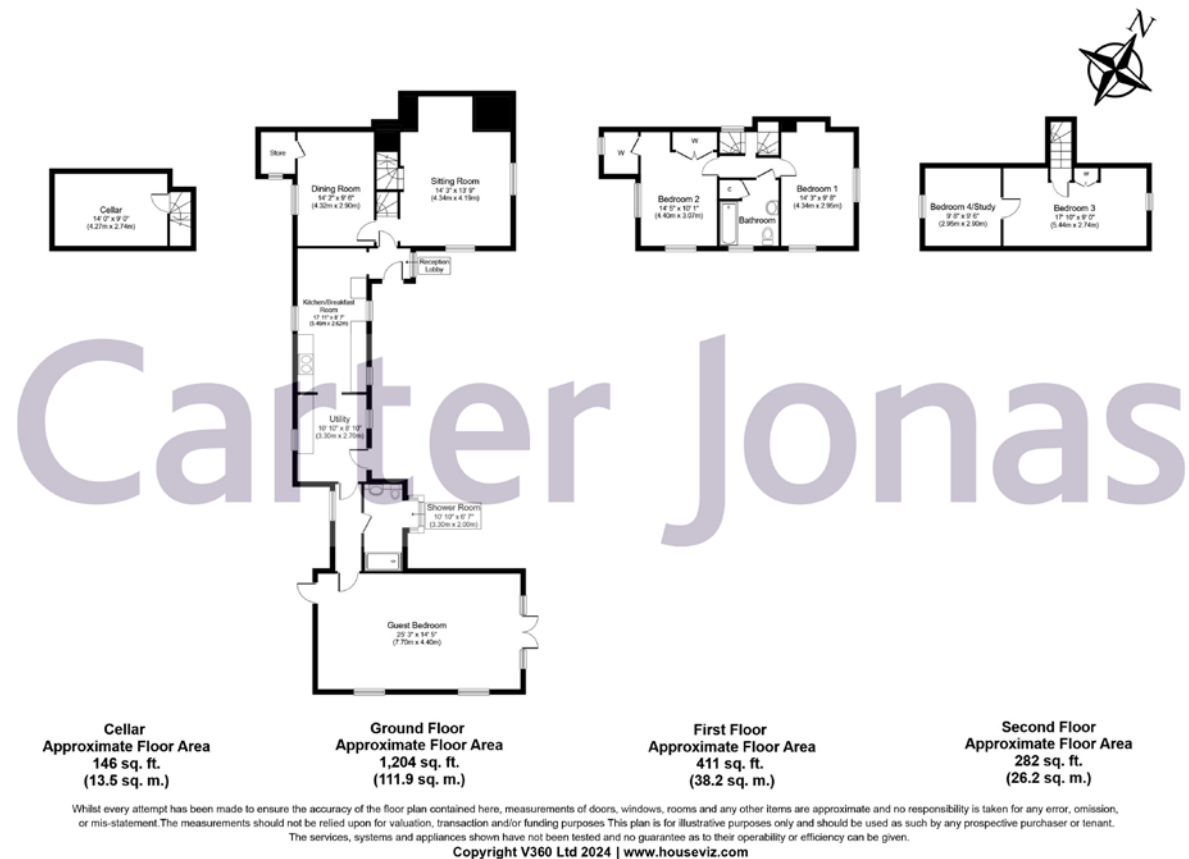 N
Store
Dining Room
14' 2" x 9' 6"
(4.32m x 2.90m)
Sitting Room
14' 3" x 13' 9"
(4.34m x 4.19m)
Cellar
14' 0" x 9' 0"
(4.27m x 2.74m)
Reception
Lobby
Kitchen/Breakfast
Room
17' 11" x 8' 7"
(5.46m x 2.62m)
Utility
10' 10" x 8' 10"
(3.30m x 2.70m)
Shower Room
10' 10" x 6' 7"
(3.30m x 2.00m)
Guest Bedroom
25' 3" x 14' 5"
(7.70m x 4.40m)
W
W
Bedroom 2
14' 5" x 10' 1"
(4.40m x 3.07m)
C
Bathroom
Bedroom 1
14' 3" x 9' 8"
(4.34m x 2.95m)
W
Bedroom 4/Study
9' 8" x 9' 6"
(2.95m x 2.90m)
Bedroom 3
17' 10" x 9' 0"
(5.44m x 2.74m)
Carter Jonas
Cellar
Approximate Floor Area
146 sq. ft.
(13.5 sq. m.)
Ground Floor
Approximate Floor Area
1,204 sq. ft.
(111.9 sq. m.)
First Floor
Approximate Floor Area
411 sq. ft.
(38.2 sq. m.)
Second Floor
Approximate Floor Area
282 sq. ft.
(26.2 sq. m.)
Whilst every attempt has been made to ensure the accuracy of the floor plan contained here, measurements of doors, windows, rooms and any other items are approximate and no responsibility is taken for any error, omission,
or mis-statement.The measurements should not be relied upon for valuation, transaction and/or funding purposes This plan is for illustrative purposes only and should be used as such by any prospective purchaser or tenant.
The services, systems and appliances shown have not been tested and no guarantee as to their operability or efficiency can be given.
Copyright V360 Ltd 2024 | www.houseviz.com